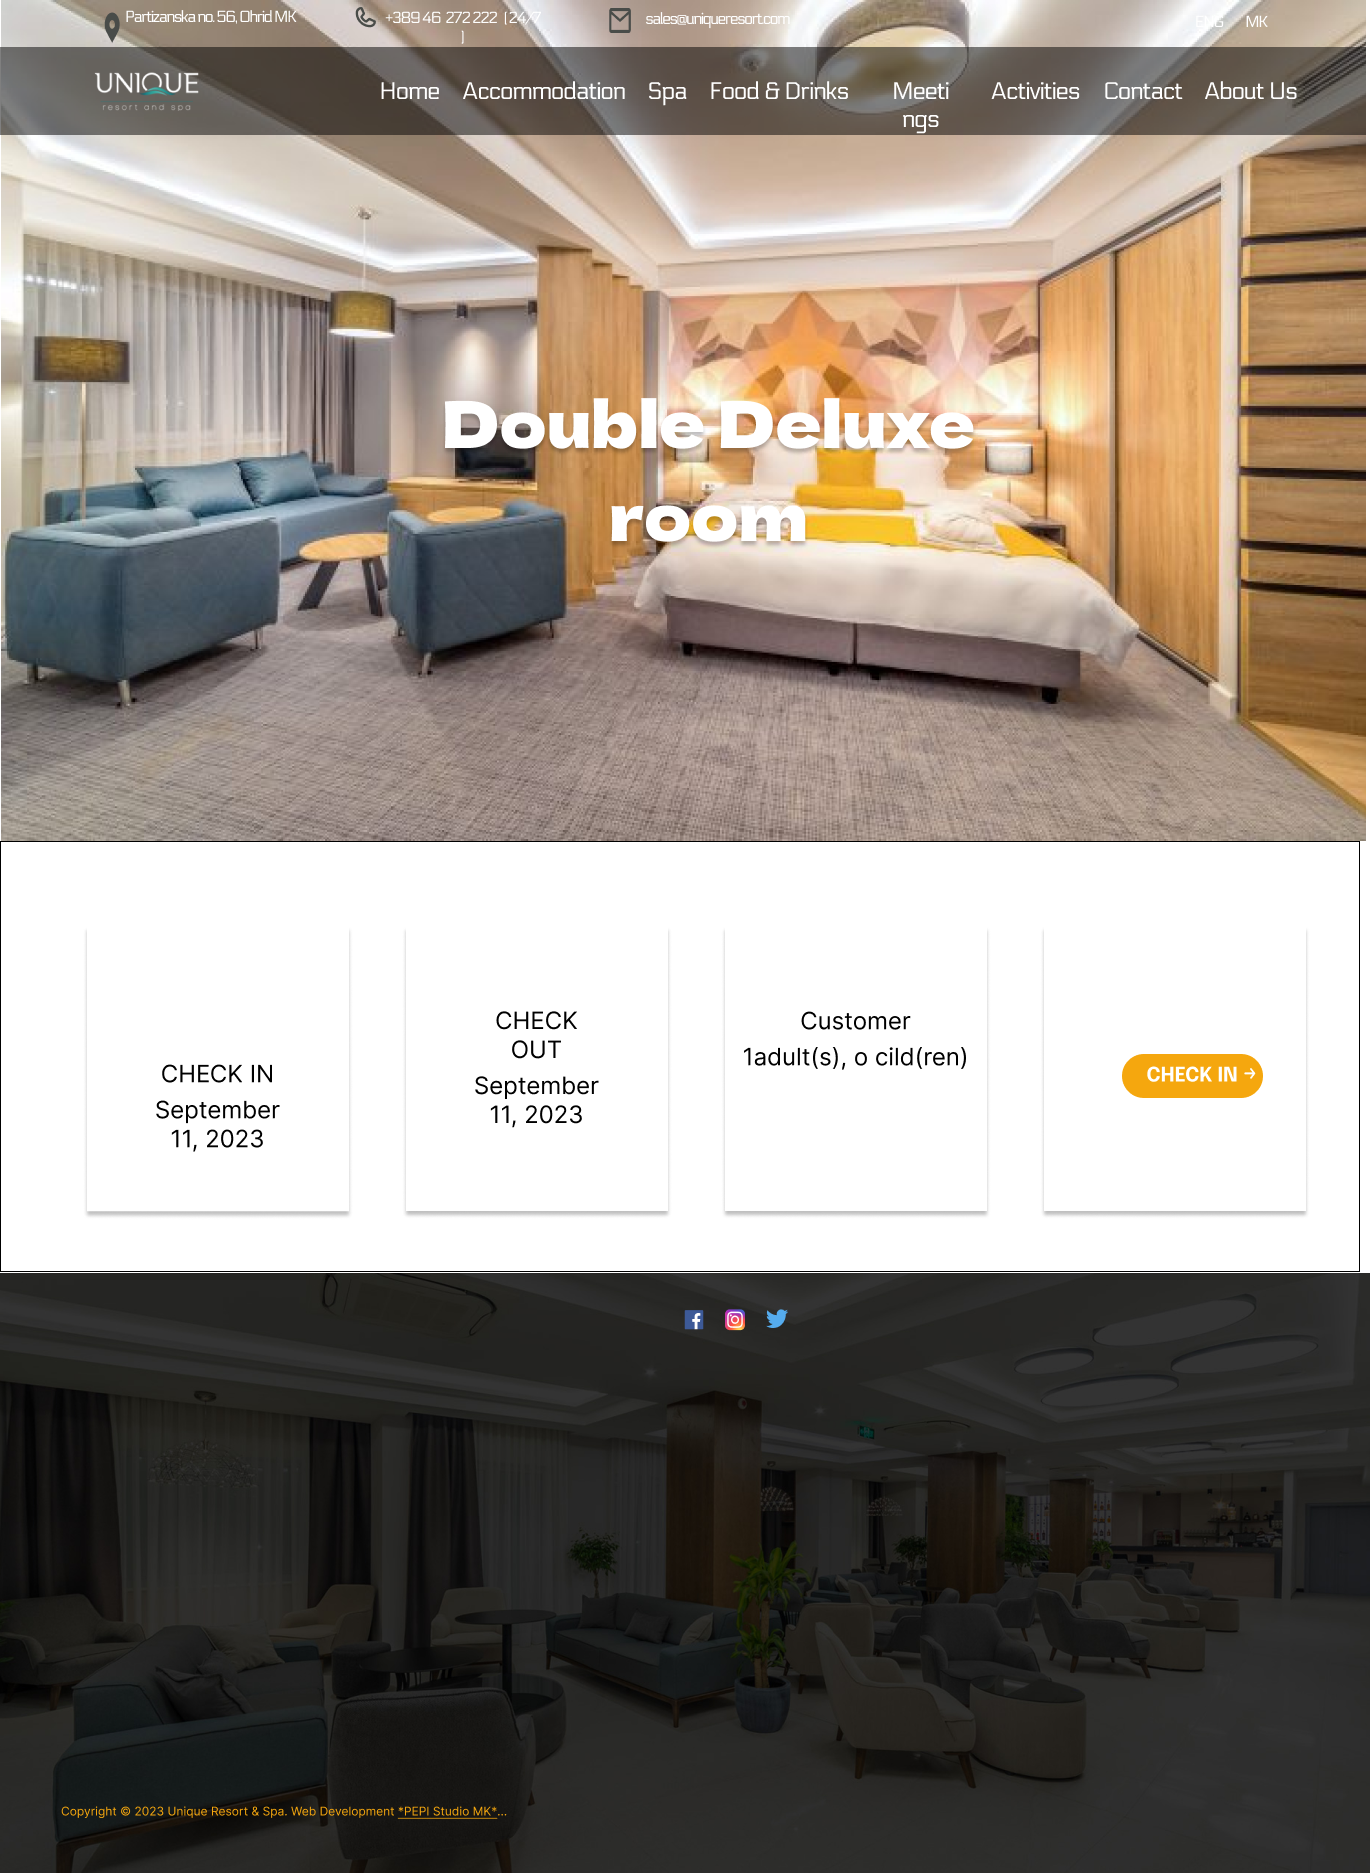 Partizanska no. 56, Ohrid MK
+389 46 272 222 ( 24/7
)
sales@uniqueresort.com
ENG MK
UNIQUE
resort and spa
Home Accommodation Spa Food & Drinks Meeti
ngs
Activities Contact About Us
Double Deluxe
room
CHECK IN
September
11, 2023
CHECK
OUT
September
11, 2023
Customer
1adult(s), o cild(ren)
CHECK IN →
Copyright © 2023 Unique Resort & Spa. Web Development *PEPI Studio MK*...